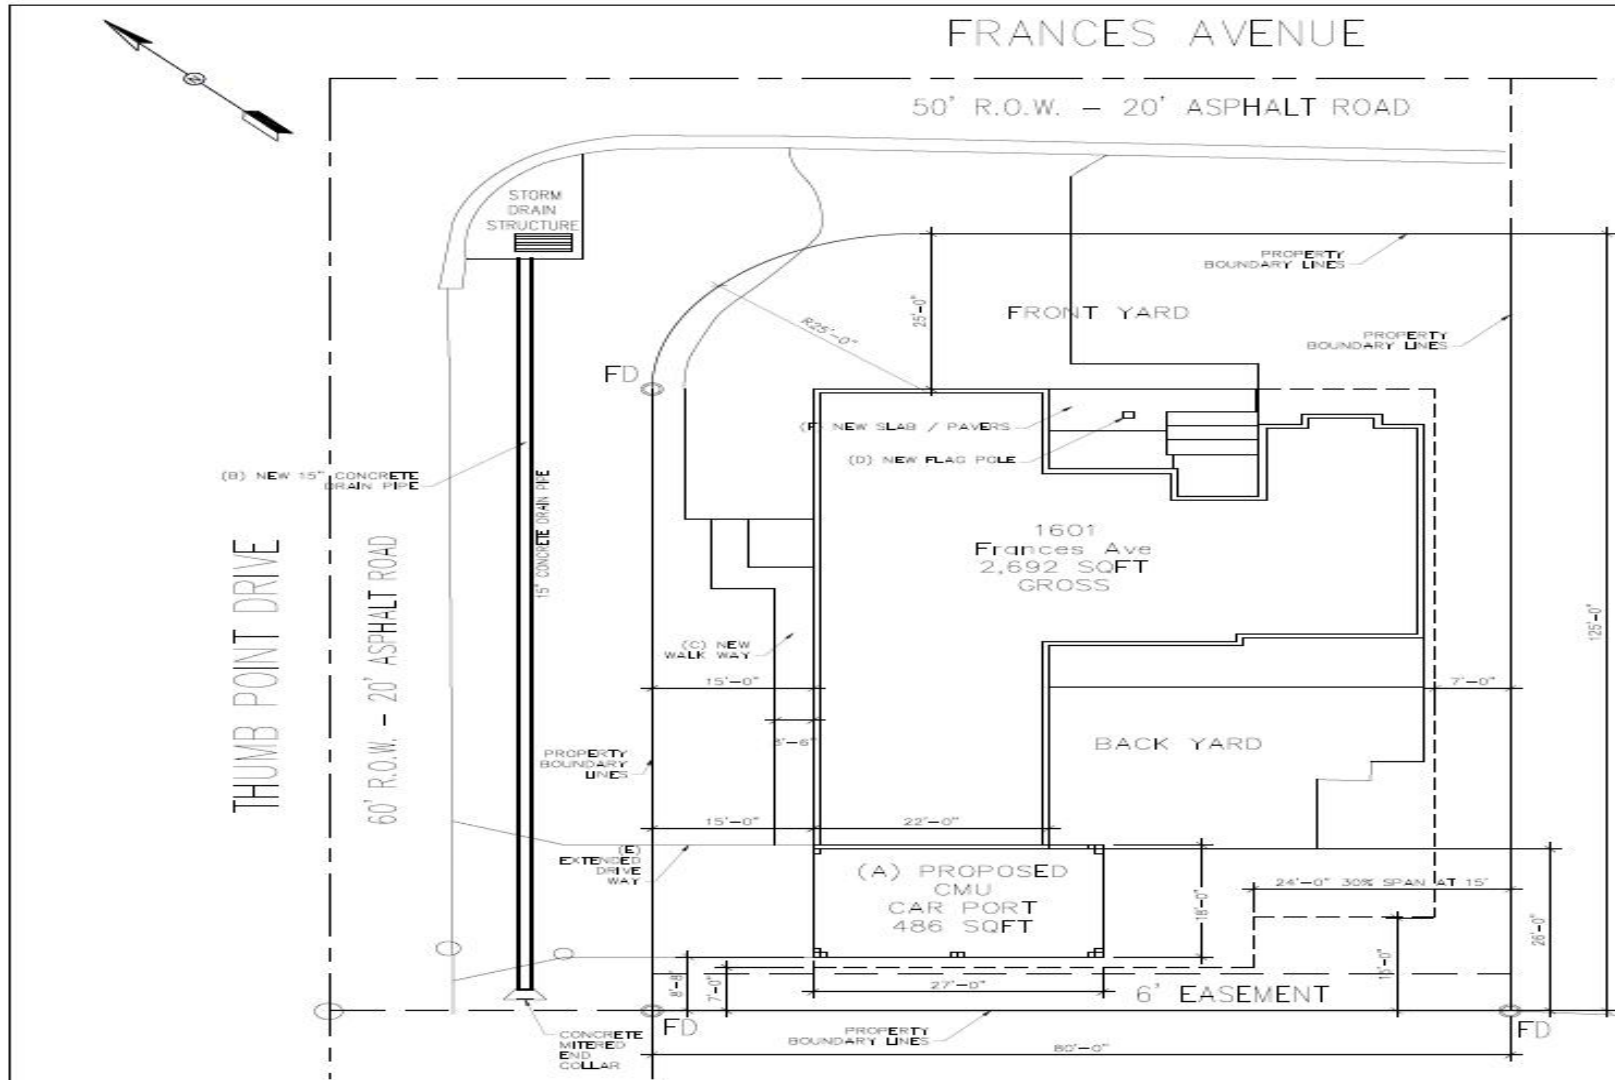 FRANCES AVENUE
50' R.O.W. - 20' ASPHALT ROAD
STORM
DRAIN
STRUCTURE
PROPERTY
BOUNDARY LINES
25'-0"
FRONT YARD
R25'-0"
PROPERTY
BOUNDARY LINES
FD
(F) NEW SLAB / PAVERS
(D) NEW FLAG POLE
(B) NEW 15" CONCRETE
DRAIN PIPE
15" CONCRETE DRAIN PIPE
THUMB POINT DRIVE
60' R.O.W. - 20' ASPHALT ROAD
1601
Frances Ave
2,692 SQFT
GROSS
125'-0"
(C) NEW
WALK WAY
15'-0"
7'-0"
BACK YARD
PROPERTY
BOUNDARY
LINES
15'-0"
22'-0"
(E)
EXTENDED
DRIVE
WAY
(A) PROPOSED
CMU
CAR PORT
486 SQFT
24'-0" 30% SPAN AT 15'
18'-0"
26'-0"
15'-0"
8'-8"
7'-0"
27'-0"
6' EASEMENT
FD
CONCRETE
MITERED
END
COLLAR
PROPERTY
BOUNDARY LINES
80'-0"
FD